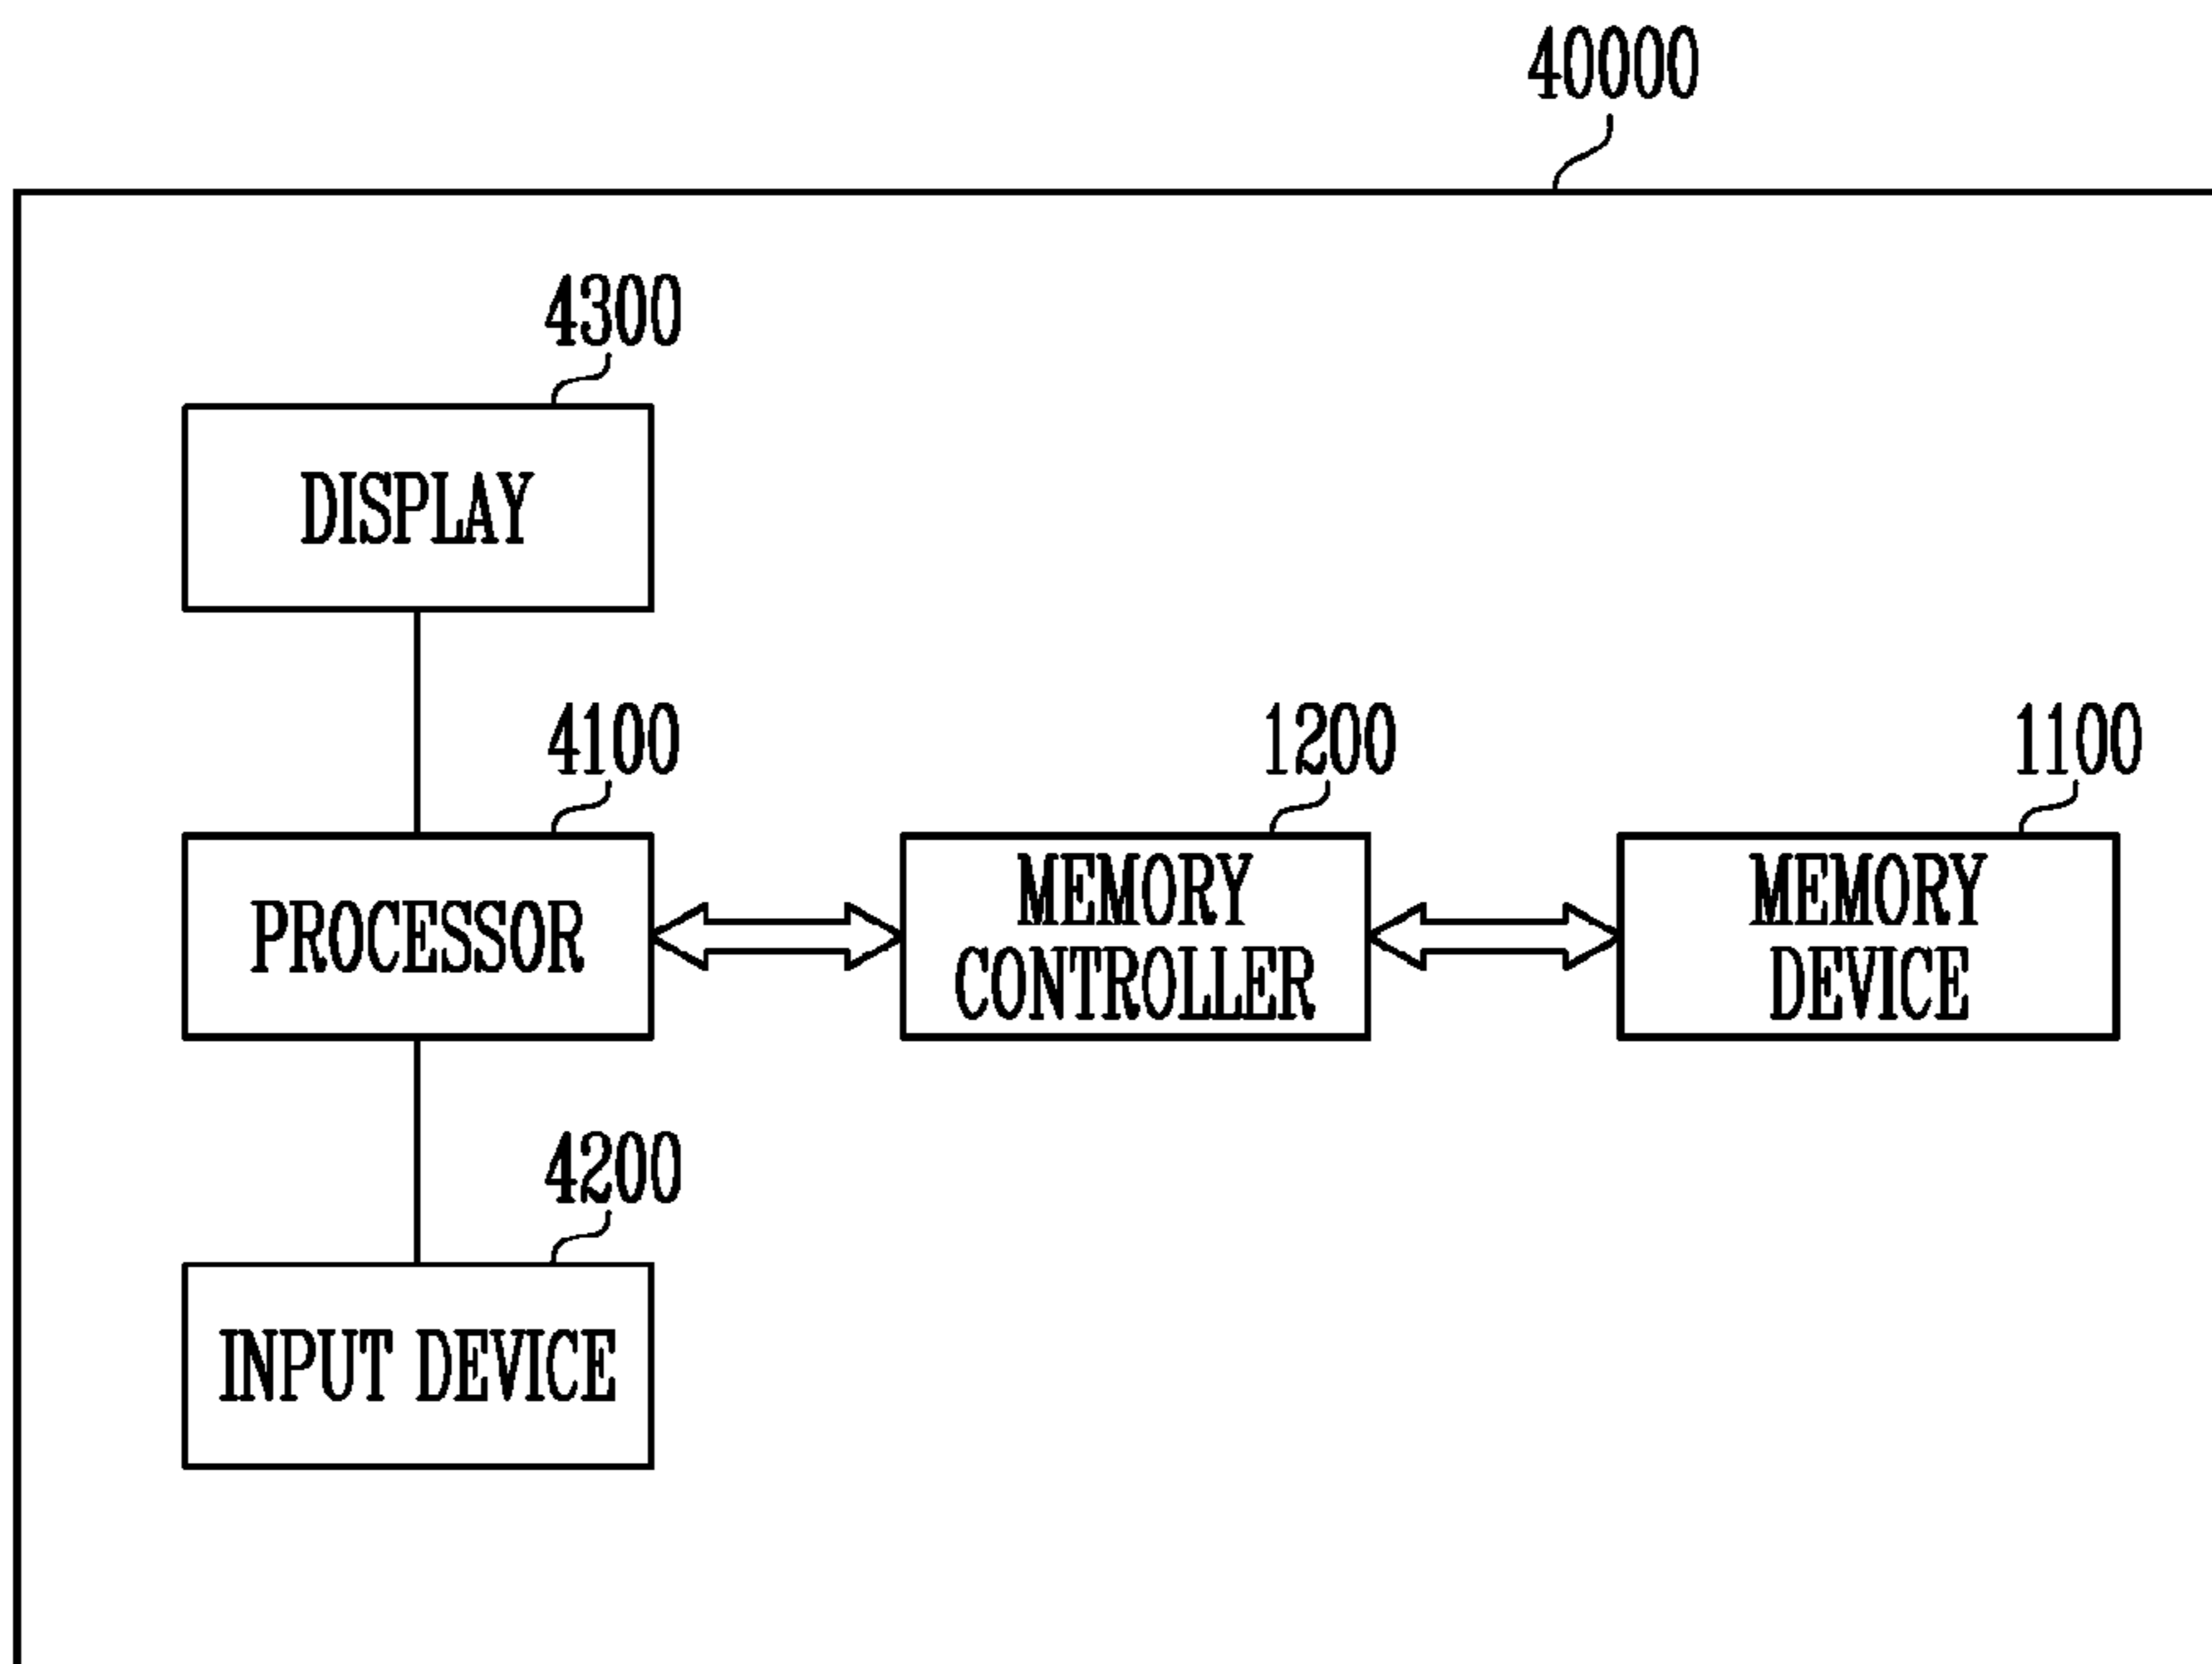 40000
4300
DISPLAY
4100
PROCESSOR
1200
MEMORY
CONTROLLER
1100
MEMORY
DEVICE
4200
INPUT DEVICE